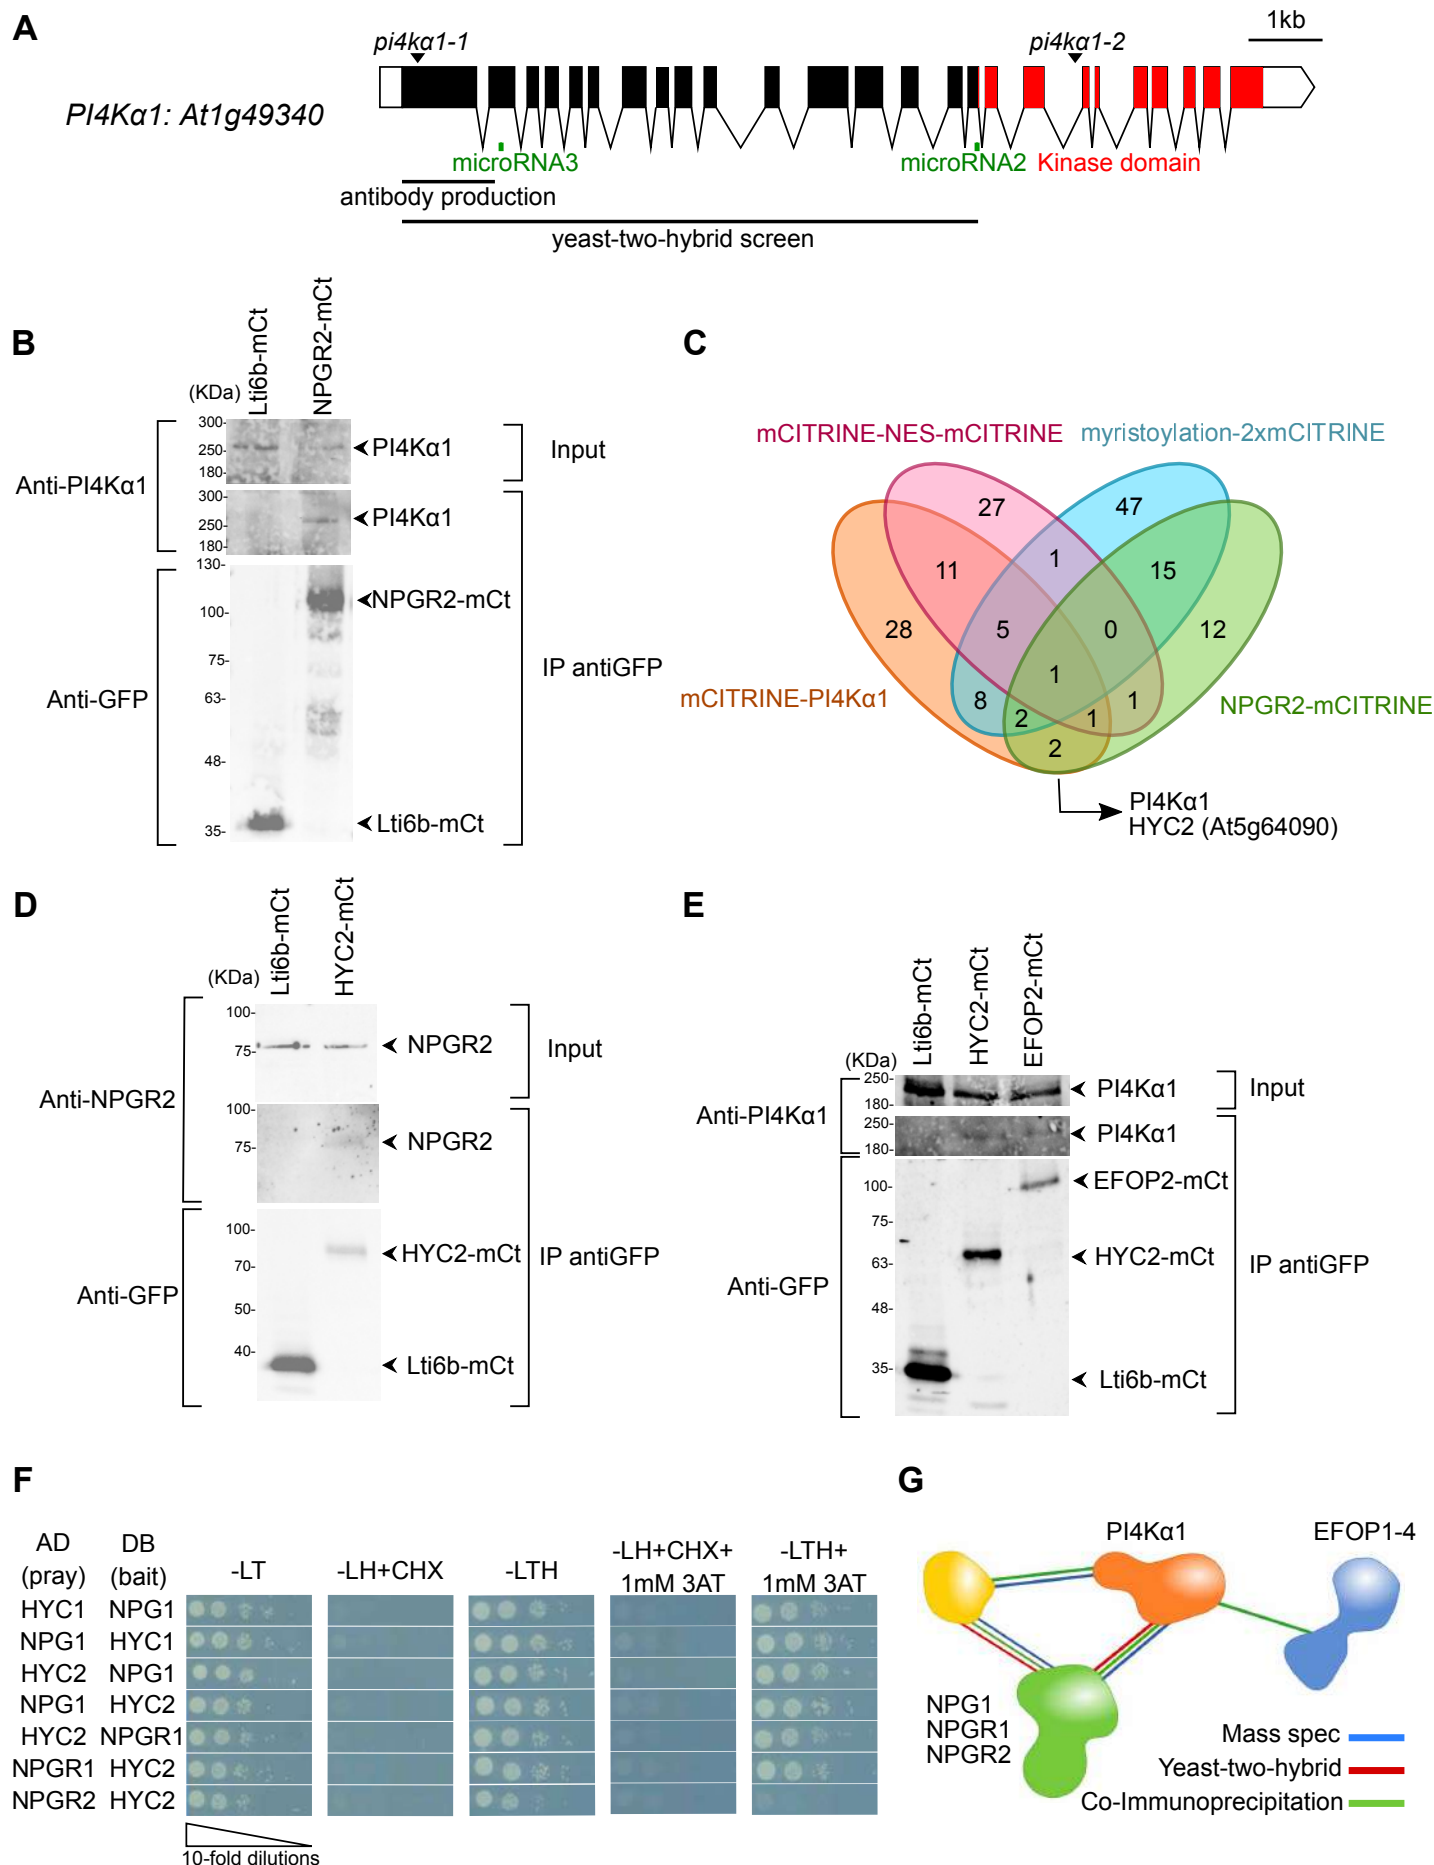 A
pi4kα1-1
pi4kα1-2
1kb
PI4Kα1: At1g49340
microRNA3
microRNA2
Kinase domain
antibody production
yeast-two-hybrid screen
B
Lti6b-mCt
NPGR2-mCt
(KDa)
300-
250-
180-
PI4Kα1
Input
Anti-PI4Kα1
300-
250-
180-
PI4Kα1
130-
100-
75-
63-
48-
35-
NPGR2-mCt
Anti-GFP
IP antiGFP
Lti6b-mCt
C
mCITRINE-NES-mCITRINE
myristoylation-2xmCITRINE
27
47
1
11
15
28
5
0
12
1
mCITRINE-PI4Kα1
8
2
1
1
NPGR2-mCITRINE
2
PI4Kα1
HYC2 (At5g64090)
D
Lti6b-mCt
HYC2-mCt
(KDa)
100-
75-
NPGR2
Input
Anti-NPGR2
100-
75-
NPGR2
100-
70-
50-
40-
HYC2-mCt
IP antiGFP
Anti-GFP
Lti6b-mCt
E
Lti6b-mCt
HYC2-mCt
EFOP2-mCt
(KDa)
250-
180-
PI4Kα1
Input
Anti-PI4Kα1
250-
180-
PI4Kα1
100-
75-
63-
48-
35-
EFOP2-mCt
HYC2-mCt
IP antiGFP
Anti-GFP
Lti6b-mCt
F
AD
(pray)
DB
(bait)
-LT
-LH+CHX
-LTH
-LH+CHX+
1mM 3AT
-LTH+
1mM 3AT
HYC1 NPG1
NPG1 HYC1
HYC2 NPG1
NPG1 HYC2
HYC2 NPGR1
NPGR1 HYC2
NPGR2 HYC2
10-fold dilutions
G
PI4Kα1
EFOP1-4
NPG1
NPGR1
NPGR2
Mass spec
Yeast-two-hybrid
Co-Immunoprecipitation